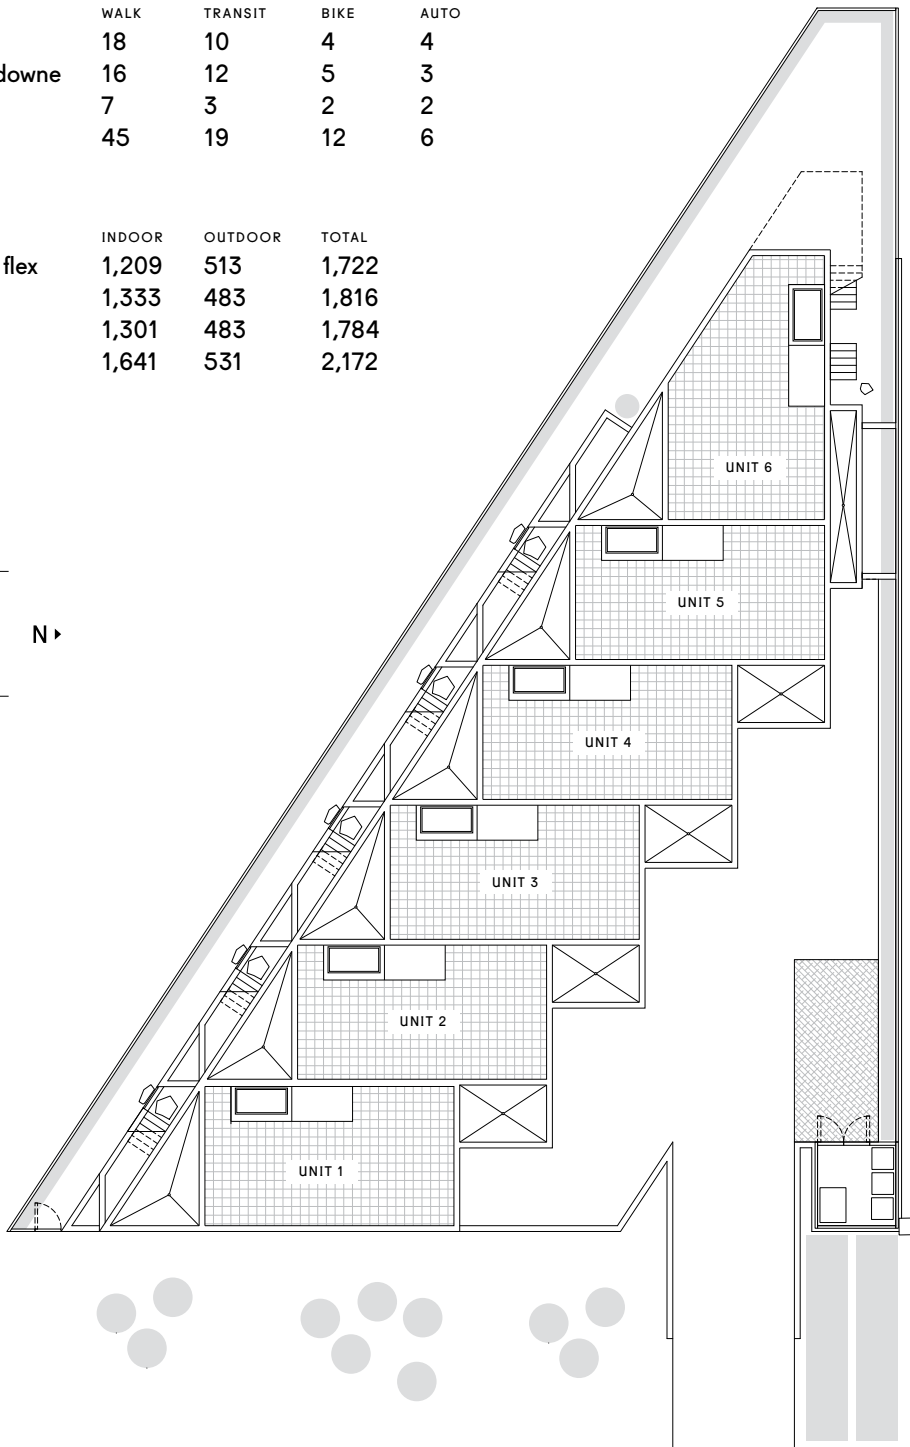 WALK TRANSIT BIKE AUTO
18 10 4 4
downe 16 12 5 3
7 3 2 2
45 19 12 6
INDOOR OUTDOOR TOTAL
flex 1,209 513 1,722
1,333 483 1,816
1,301 483 1,784
1,641 531 2,172
UNIT 6
UNIT 5
N
UNIT 4
UNIT 3
UNIT 2
UNIT 1